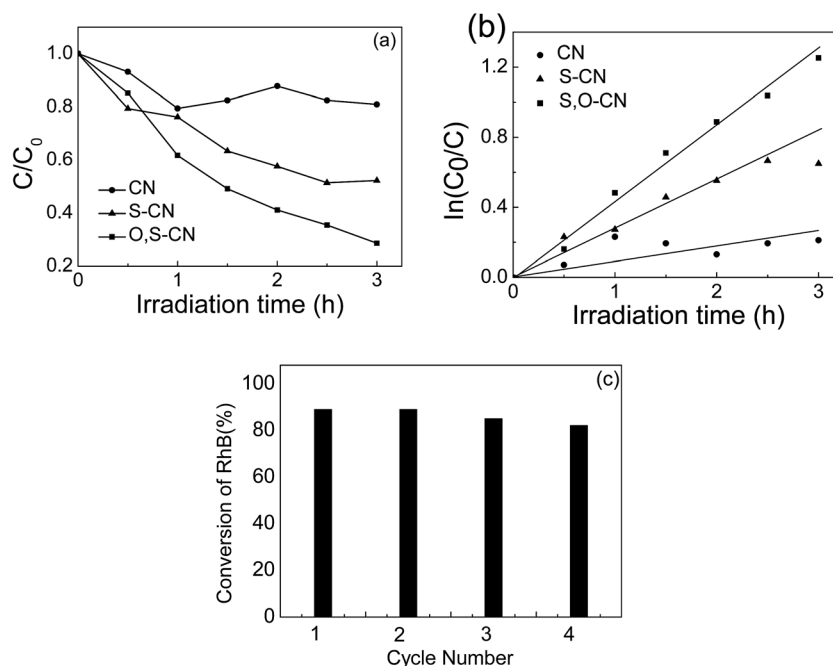 (a)
C/C0
1.0
0.8
0.6
0.4
0.2
CN
S-CN
O,S-CN
0 1 2 3
Irradiation time (h)
(b)
ln(C0/C)
1.2
0.8
0.4
0.0
CN
S-CN
S,O-CN
0 1 2 3
Irradiation time (h)
(c)
Conversion of RhB(%)
100
80
60
40
20
0
1 2 3 4
Cycle Number